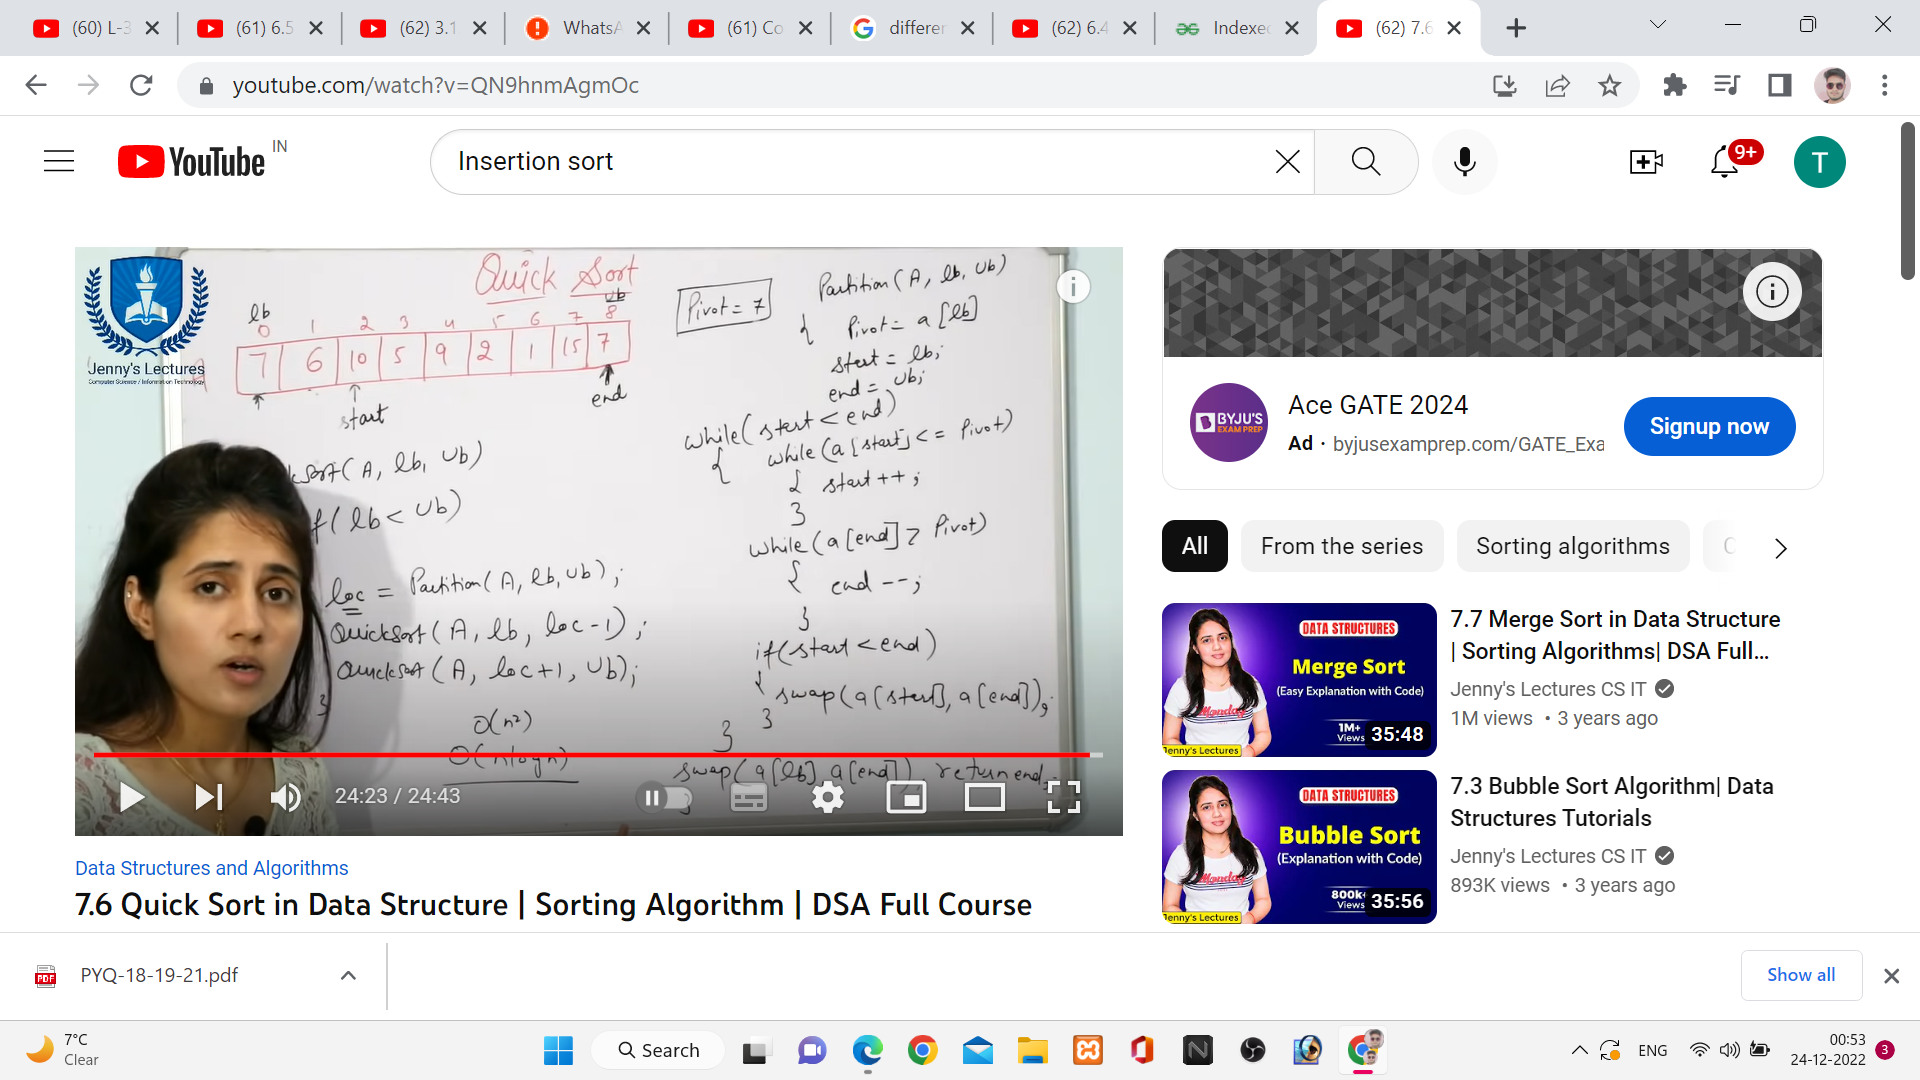 (60) L-3
(61) 6.5
(62) 3.1
WhatsA
(61) Co
differen
(62) 6.4
Indexed
(62) 7.6
youtube.com/watch?v=QN9hnmAgmOc
YouTube IN
Insertion sort
9+
T
Jenny's Lectures
Computer Science / Information Technology
Quick Sort
lb
ub
0 1 2 3 4 5 6 7 8
A 7 6 10 5 9 2 1 15 7
start
end
Pivot = 7
ksort(A, lb, ub)
if(lb < ub)
loc = Partition(A, lb, ub);
Quicksort(A, lb, loc-1);
Quicksort(A, loc+1, ub);
}
O(n²)
O(nlogn)
Partition(A, lb, ub)
{ Pivot = a[lb]
start = lb;
end = ub;
while(start < end)
{ while(a[start] <= Pivot)
{ start++;
}
while(a[end] > Pivot)
{ end--;
}
if(start < end)
{ swap(a[start], a[end]);
}
}
swap(a[lb], a[end]); return end;
24:23 / 24:43
Data Structures and Algorithms
7.6 Quick Sort in Data Structure | Sorting Algorithm | DSA Full Course
BYJU'S
EXAM PREP
Ace GATE 2024
Ad · byjusexamprep.com/GATE_Exa
Signup now
All
From the series
Sorting algorithms
DATA STRUCTURES
Merge Sort
(Easy Explanation with Code)
Monday
1M+
Views
35:48
Jenny's Lectures
7.7 Merge Sort in Data Structure
| Sorting Algorithms| DSA Full...
Jenny's Lectures CS IT
1M views • 3 years ago
DATA STRUCTURES
Bubble Sort
(Explanation with Code)
Monday
800k+
Views
35:56
Jenny's Lectures
7.3 Bubble Sort Algorithm| Data
Structures Tutorials
Jenny's Lectures CS IT
893K views • 3 years ago
PDF
PYQ-18-19-21.pdf
Show all
7°C
Clear
Search
ENG
00:53
24-12-2022
3